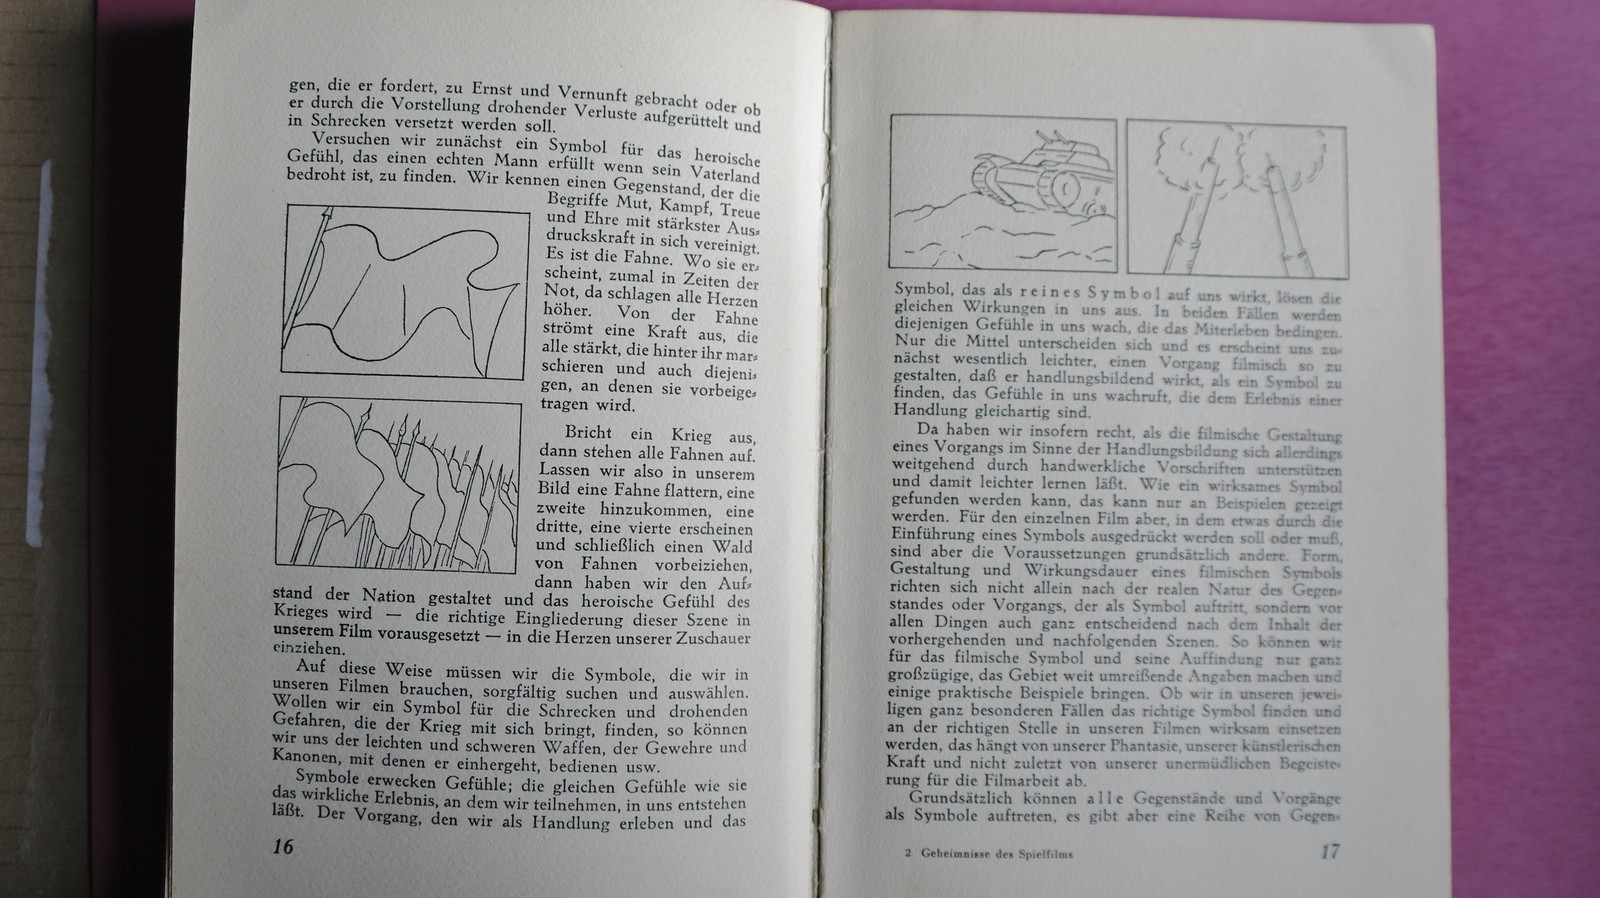 gen, die er fordert, zu Ernst und Vernunft gebracht oder ob
er durch die Vorstellung drohender Verluste aufgerüttelt und
in Schrecken versetzt werden soll.
Versuchen wir zunächst ein Symbol für das heroische
Gefühl, das einen echten Mann erfüllt wenn sein Vaterland
bedroht ist, zu finden. Wir kennen einen Gegenstand, der die
Begriffe Mut, Kampf, Treue
und Ehre mit stärkster Aus-
druckskraft in sich vereinigt.
Es ist die Fahne. Wo sie er-
scheint, zumal in Zeiten der
Not, da schlagen alle Herzen
höher. Von der Fahne
strömt eine Kraft aus, die
alle stärkt, die hinter ihr mar-
schieren und auch diejeni-
gen, an denen sie vorbeige-
tragen wird.
Bricht ein Krieg aus,
dann stehen alle Fahnen auf.
Lassen wir also in unserem
Bild eine Fahne flattern, eine
zweite hinzukommen, eine
dritte, eine vierte erscheinen
und schließlich einen Wald
von Fahnen vorbeiziehen,
dann haben wir den Auf-
stand der Nation gestaltet und das heroische Gefühl des
Krieges wird — die richtige Eingliederung dieser Szene in
unserem Film vorausgesetzt — in die Herzen unserer Zuschauer
einziehen.
Auf diese Weise müssen wir die Symbole, die wir in
unseren Filmen brauchen, sorgfältig suchen und auswählen.
Wollen wir ein Symbol für die Schrecken und drohenden
Gefahren, die der Krieg mit sich bringt, finden, so können
wir uns der leichten und schweren Waffen, der Gewehre und
Kanonen, mit denen er einhergeht, bedienen usw.
Symbole erwecken Gefühle; die gleichen Gefühle wie sie
das wirkliche Erlebnis, an dem wir teilnehmen, in uns entstehen
läßt. Der Vorgang, den wir als Handlung erleben und das
16
Symbol, das als reines Symbol auf uns wirkt, lösen die
gleichen Wirkungen in uns aus. In beiden Fällen werden
diejenigen Gefühle in uns wach, die das Miterleben bedingen.
Nur die Mittel unterscheiden sich und es erscheint uns zu-
nächst wesentlich leichter, einen Vorgang filmisch so zu
gestalten, daß er handlungsbildend wirkt, als ein Symbol zu
finden, das Gefühle in uns wachruft, die dem Erlebnis einer
Handlung gleichartig sind.
Da haben wir insofern recht, als die filmische Gestaltung
eines Vorgangs im Sinne der Handlungsbildung sich allerdings
weitgehend durch handwerkliche Vorschriften unterstützen
und damit leichter lernen läßt. Wie ein wirksames Symbol
gefunden werden kann, das kann nur an Beispielen gezeigt
werden. Für den einzelnen Film aber, in dem etwas durch die
Einführung eines Symbols ausgedrückt werden soll oder muß,
sind aber die Voraussetzungen grundsätzlich andere. Form,
Gestaltung und Wirkungsdauer eines filmischen Symbols
richten sich nicht allein nach der realen Natur des Gegen-
standes oder Vorgangs, der als Symbol auftritt, sondern vor
allen Dingen auch ganz entscheidend nach dem Inhalt der
vorhergehenden und nachfolgenden Szenen. So können wir
für das filmische Symbol und seine Auffindung nur ganz
großzügige, das Gebiet weit umreißende Angaben machen und
einige praktische Beispiele bringen. Ob wir in unseren jewei-
ligen ganz besonderen Fällen das richtige Symbol finden und
an der richtigen Stelle in unseren Filmen wirksam einsetzen
werden, das hängt von unserer Phantasie, unserer künstlerischen
Kraft und nicht zuletzt von unserer unermüdlichen Begeiste-
rung für die Filmarbeit ab.
Grundsätzlich können alle Gegenstände und Vorgänge
als Symbole auftreten, es gibt aber eine Reihe von Gegen-
2 Geheimnisse des Spielfilms
17